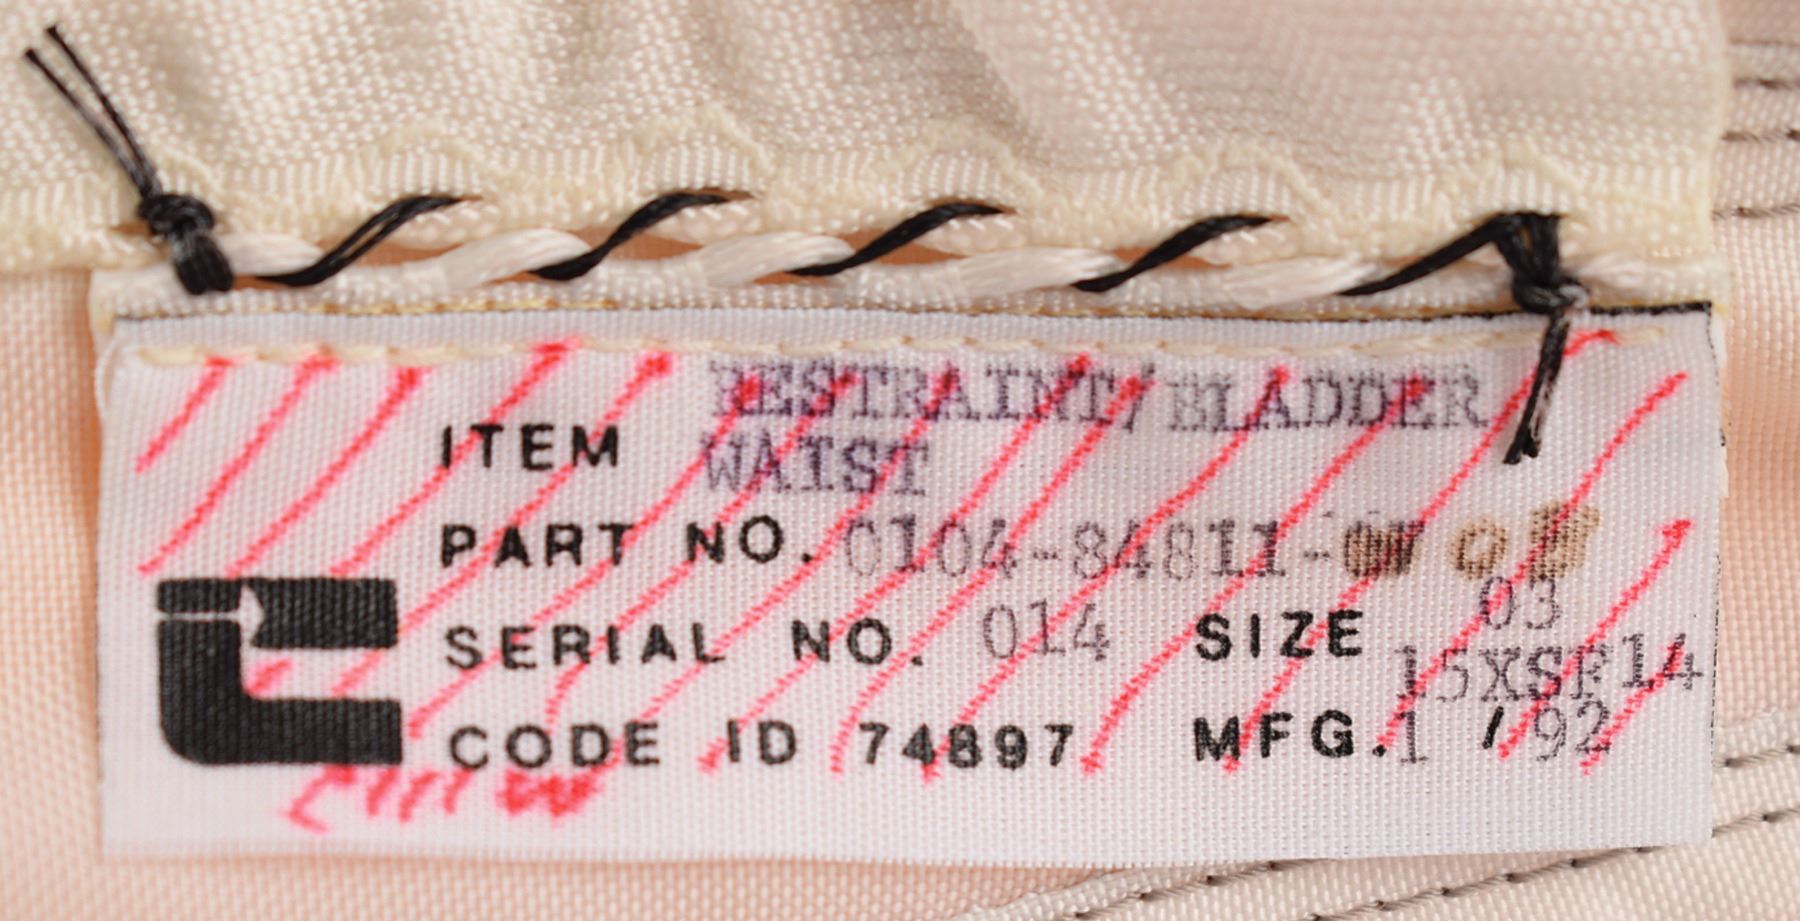 RESTRAINT/BLADDER
ITEM WAIST
PART NO. 0104-84811-
03
SERIAL NO. 014 SIZE 15XSF14
CODE ID 74897 MFG. 1 / 92